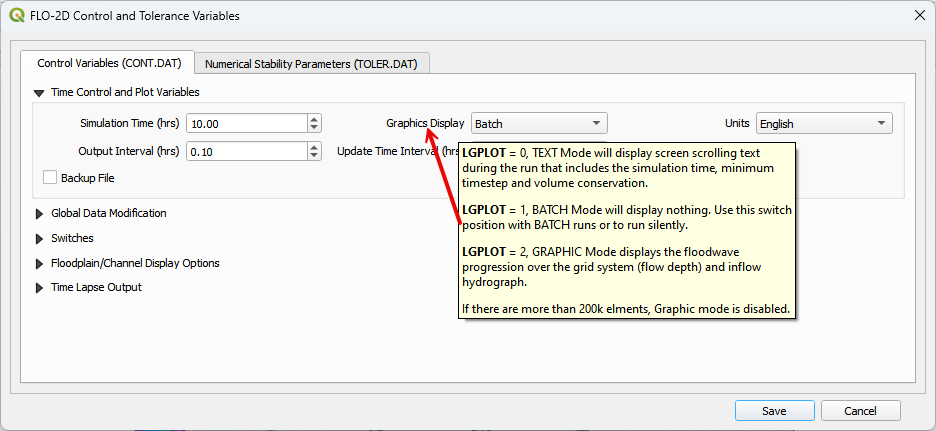 FLO-2D Control and Tolerance Variables
Control Variables (CONT.DAT)
Numerical Stability Parameters (TOLER.DAT)
Time Control and Plot Variables
Simulation Time (hrs)
10.00
Graphics Display
Batch
Units
English
Output Interval (hrs)
0.10
Update Time Interval (hrs
Backup File
LGPLOT = 0, TEXT Mode will display screen scrolling text
during the run that includes the simulation time, minimum
timestep and volume conservation.
LGPLOT = 1, BATCH Mode will display nothing. Use this switch
position with BATCH runs or to run silently.
LGPLOT = 2, GRAPHIC Mode displays the floodwave
progression over the grid system (flow depth) and inflow
hydrograph.
If there are more than 200k elments, Graphic mode is disabled.
Global Data Modification
Switches
Floodplain/Channel Display Options
Time Lapse Output
Save
Cancel